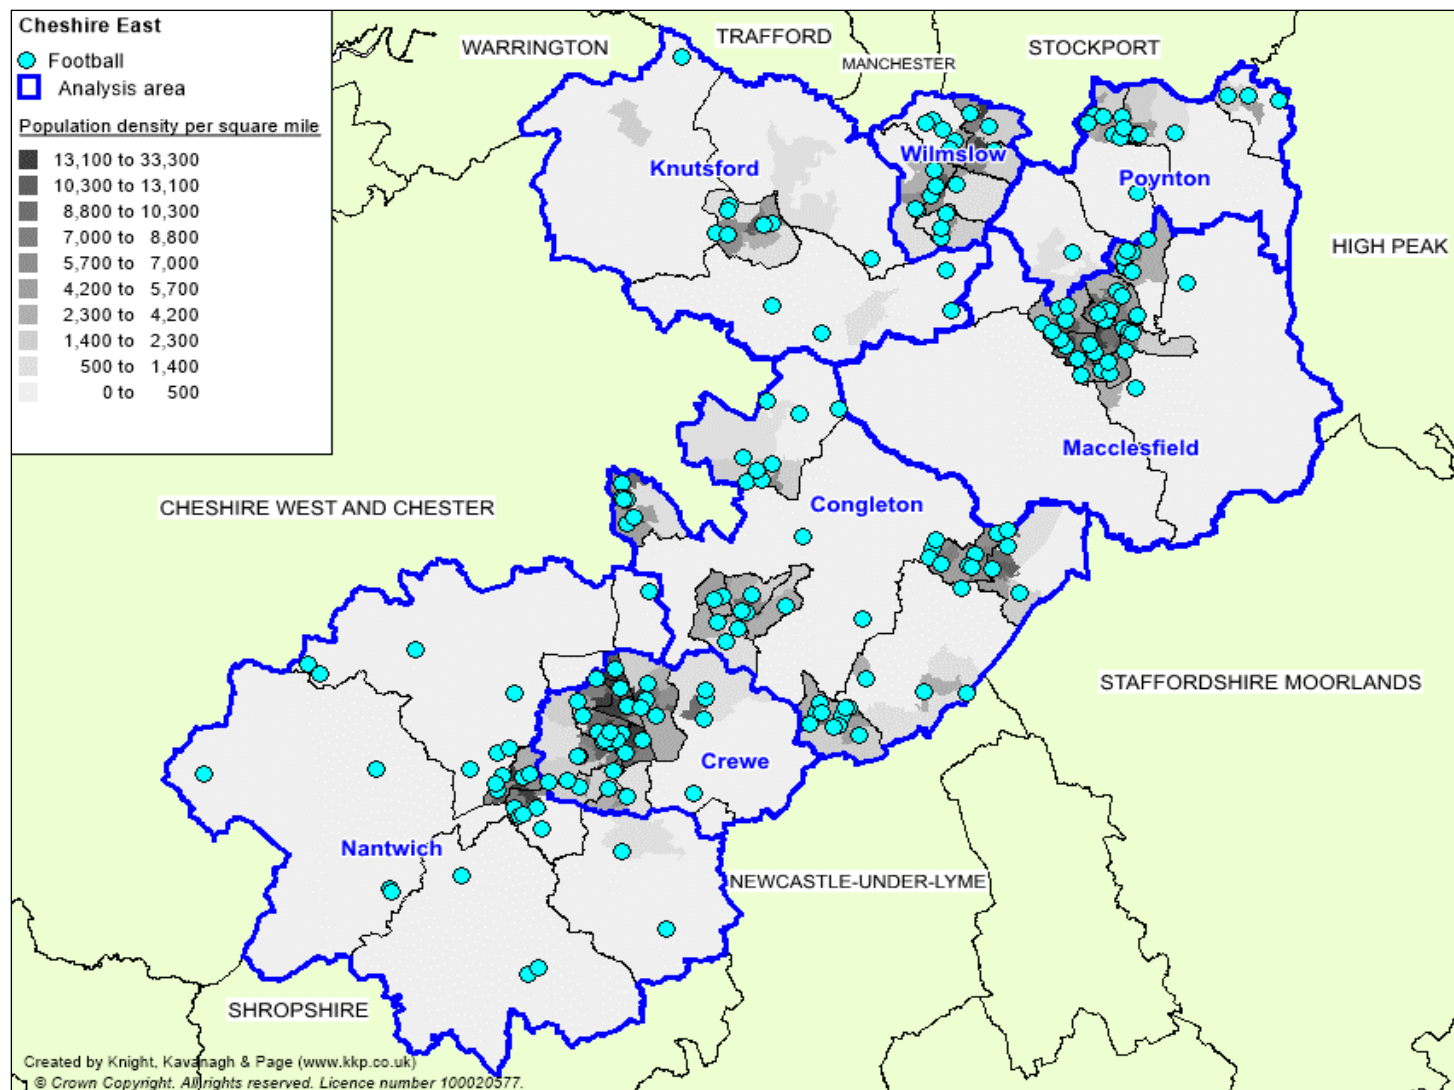 Cheshire East
Football
Analysis area
Population density per square mile
13,100 to 33,300
10,300 to 13,100
8,800 to 10,300
7,000 to 8,800
5,700 to 7,000
4,200 to 5,700
2,300 to 4,200
1,400 to 2,300
500 to 1,400
0 to 500
WARRINGTON
TRAFFORD
MANCHESTER
STOCKPORT
Knutsford
Wilmslow
Poynton
HIGH PEAK
Macclesfield
CHESHIRE WEST AND CHESTER
Congleton
STAFFORDSHIRE MOORLANDS
Crewe
Nantwich
NEWCASTLE-UNDER-LYME
SHROPSHIRE
Created by Knight, Kavanagh & Page (www.kkp.co.uk)
© Crown Copyright. All rights reserved. Licence number 100020577.